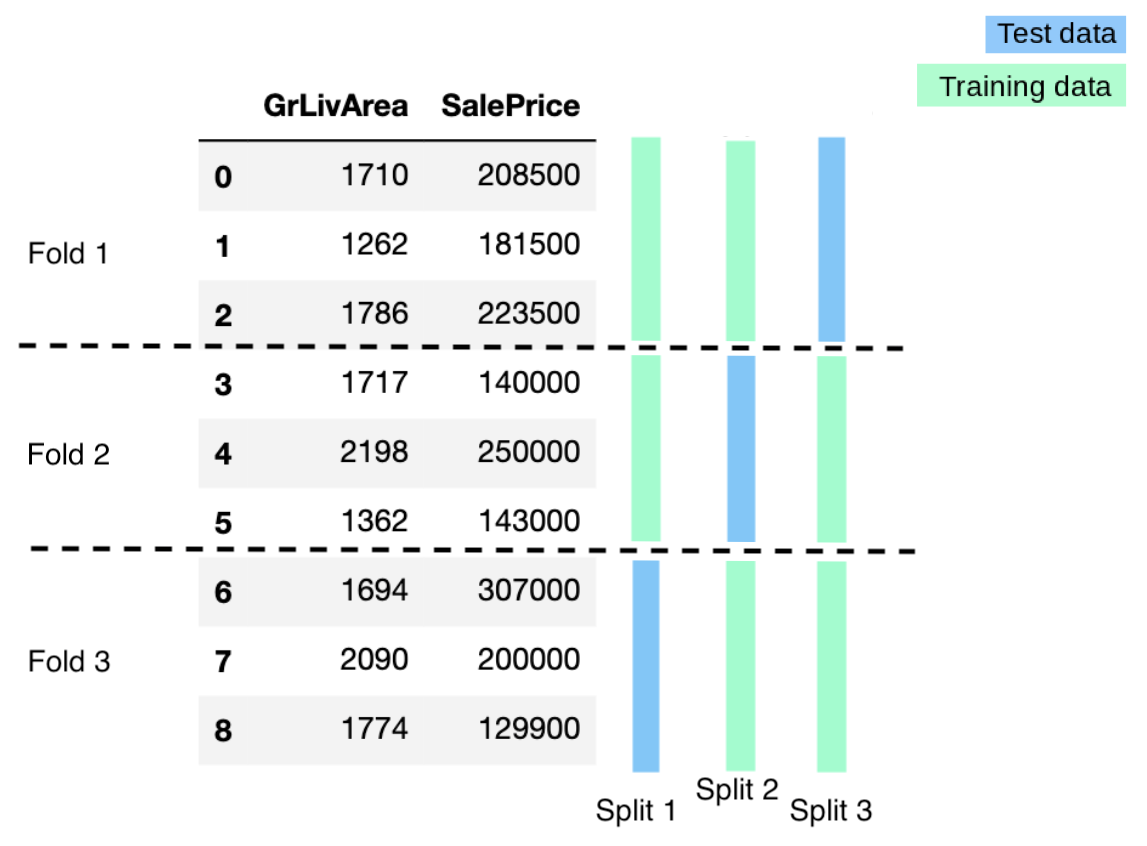 Test data
Training data
GrLivArea SalePrice
0 1710 208500
1 1262 181500
Fold 1
2 1786 223500
3 1717 140000
Fold 2 4 2198 250000
5 1362 143000
6 1694 307000
Fold 3 7 2090 200000
8 1774 129900
Split 1 Split 2 Split 3